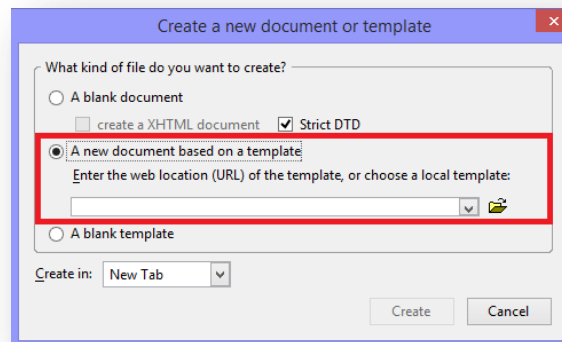 Create a new document or template
What kind of file do you want to create?
A blank document
create a XHTML document Strict DTD
A new document based on a template
Enter the web location (URL) of the template, or choose a local template:
A blank template
Create in: New Tab
Create Cancel